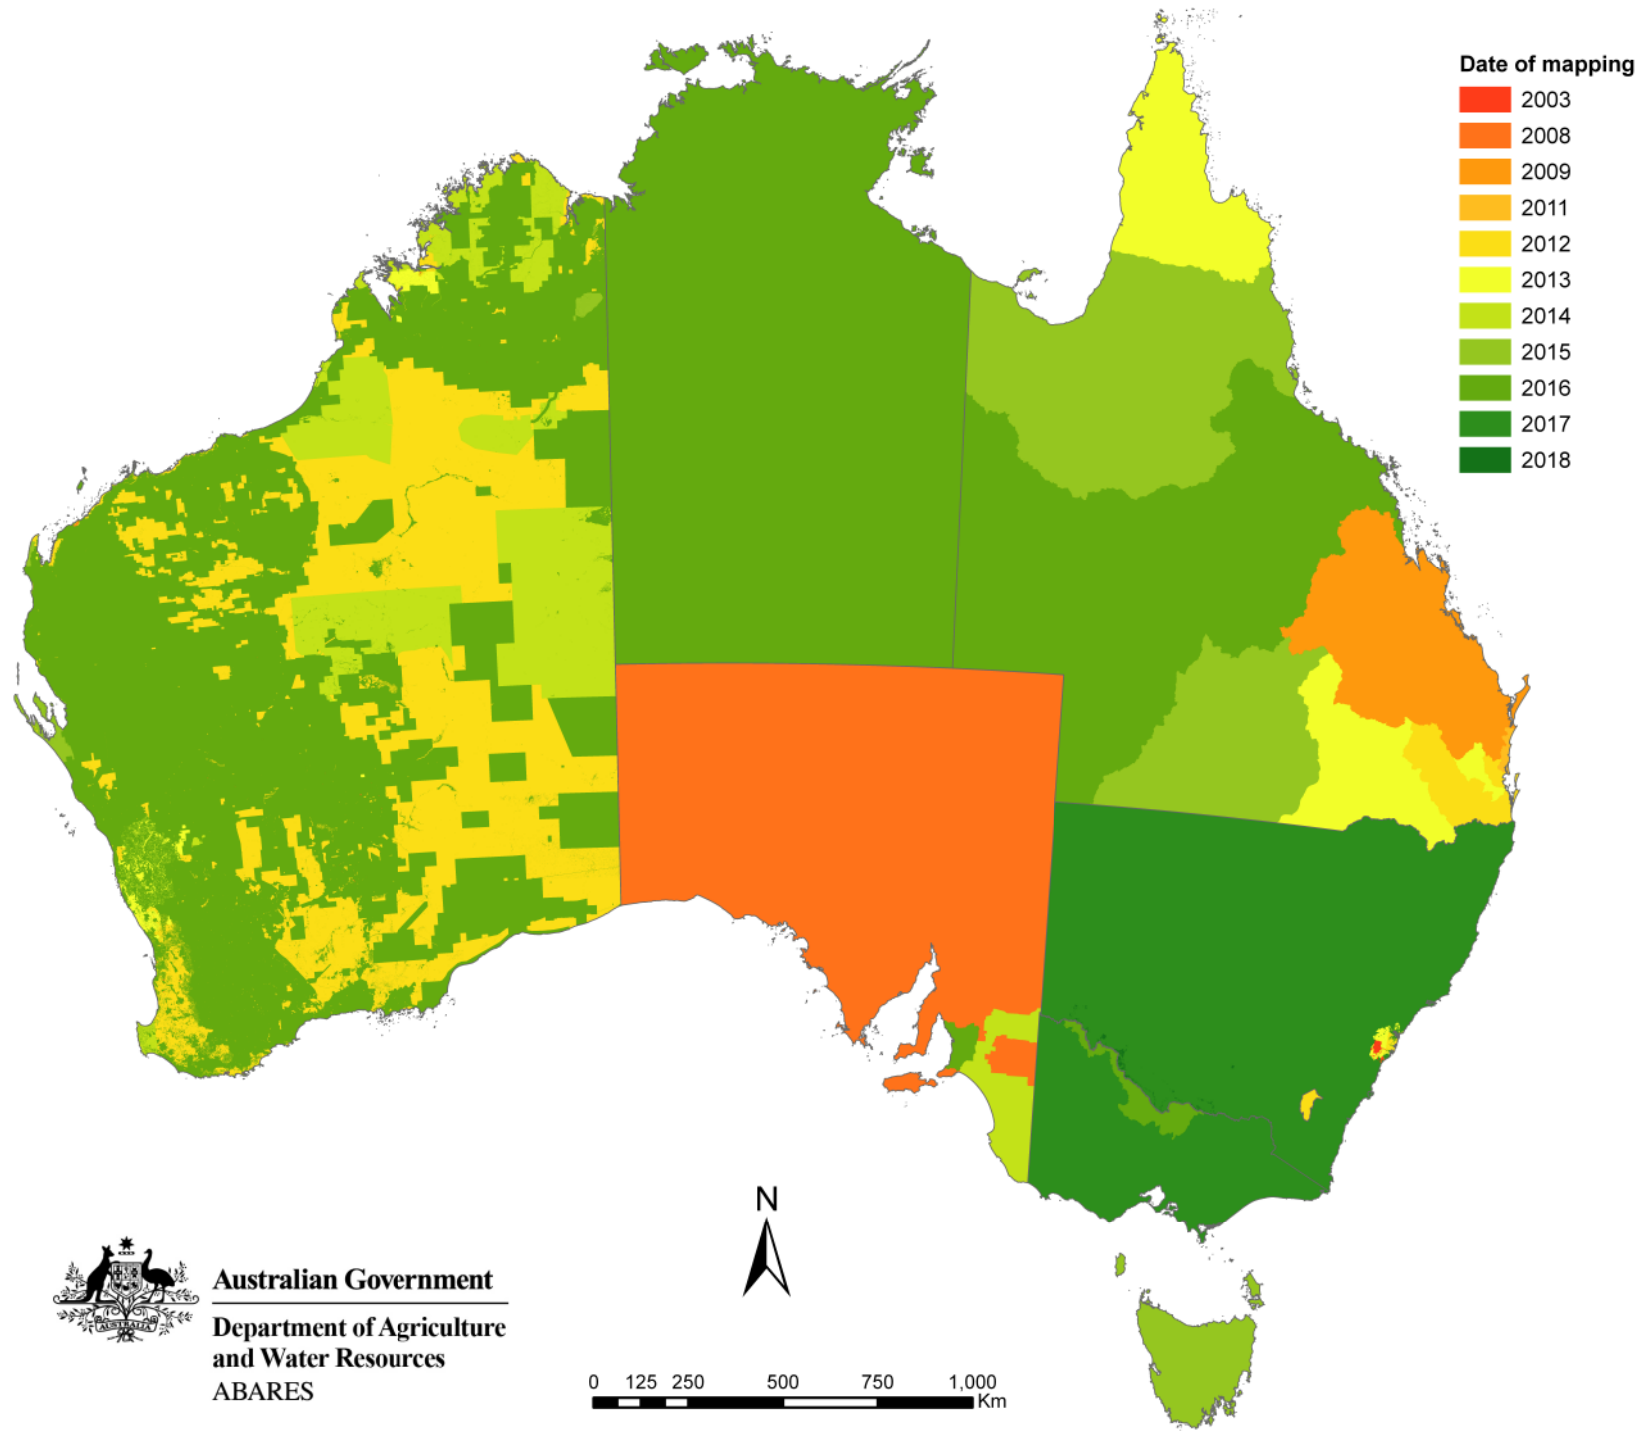 Date of mapping
2003
2008
2009
2011
2012
2013
2014
2015
2016
2017
2018
N
AUSTRALIA
Australian Government
Department of Agriculture
and Water Resources
ABARES
0 125 250 500 750 1,000
Km